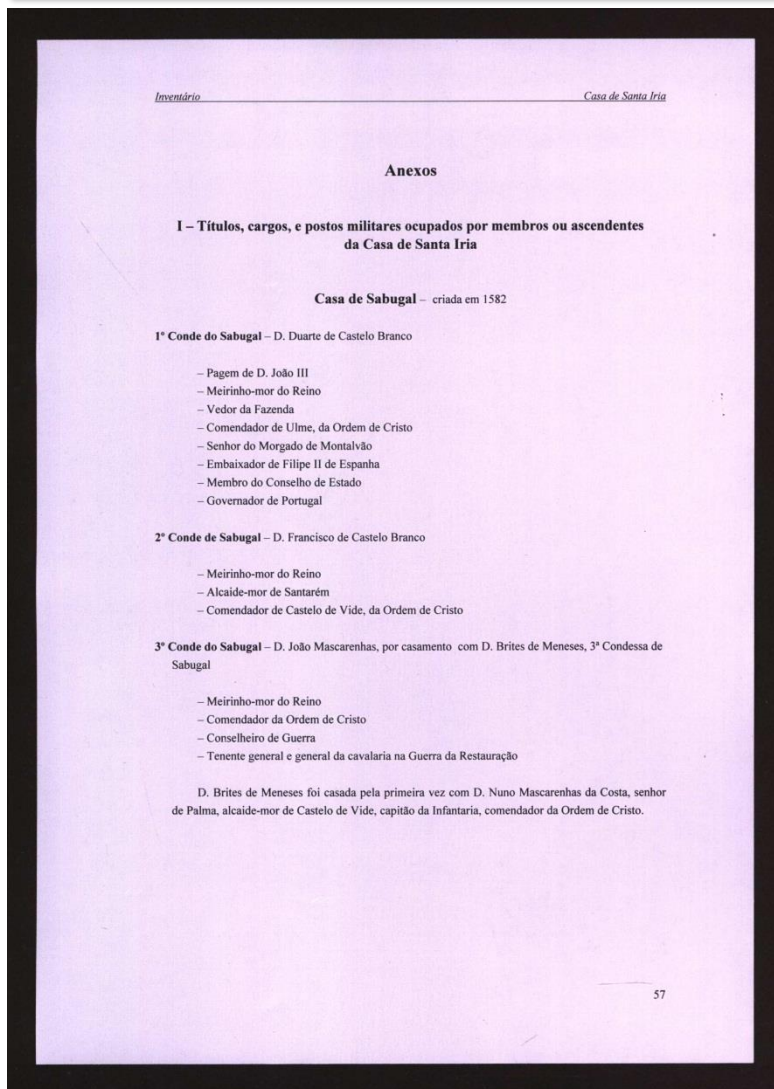 Inventário Casa de Santa Iria
Anexos
I – Títulos, cargos, e postos militares ocupados por membros ou ascendentes
da Casa de Santa Iria
Casa de Sabugal – criada em 1582
1º Conde do Sabugal – D. Duarte de Castelo Branco
– Pagem de D. João III
– Meirinho-mor do Reino
– Vedor da Fazenda
– Comendador de Ulme, da Ordem de Cristo
– Senhor do Morgado de Montalvão
– Embaixador de Filipe II de Espanha
– Membro do Conselho de Estado
– Governador de Portugal
2º Conde de Sabugal – D. Francisco de Castelo Branco
– Meirinho-mor do Reino
– Alcaide-mor de Santarém
– Comendador de Castelo de Vide, da Ordem de Cristo
3º Conde do Sabugal – D. João Mascarenhas, por casamento com D. Brites de Meneses, 3ª Condessa de
Sabugal
– Meirinho-mor do Reino
– Comendador da Ordem de Cristo
– Conselheiro de Guerra
– Tenente general e general da cavalaria na Guerra da Restauração
D. Brites de Meneses foi casada pela primeira vez com D. Nuno Mascarenhas da Costa, senhor
de Palma, alcaide-mor de Castelo de Vide, capitão da Infantaria, comendador da Ordem de Cristo.
57